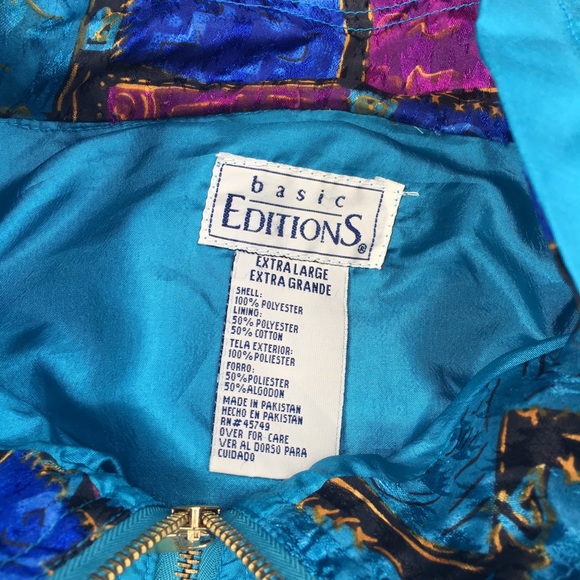 basic
EDITIONS®
EXTRA LARGE
EXTRA GRANDE
SHELL:
100% POLYESTER
LINING:
50% POLYESTER
50% COTTON
TELA EXTERIOR:
100% POLIESTER
FORRO:
50%POLIESTER
50%ALGODON
MADE IN PAKISTAN
HECHO EN PAKISTAN
RN#45749
OVER FOR CARE
VER AL DORSO PARA
CUIDADO